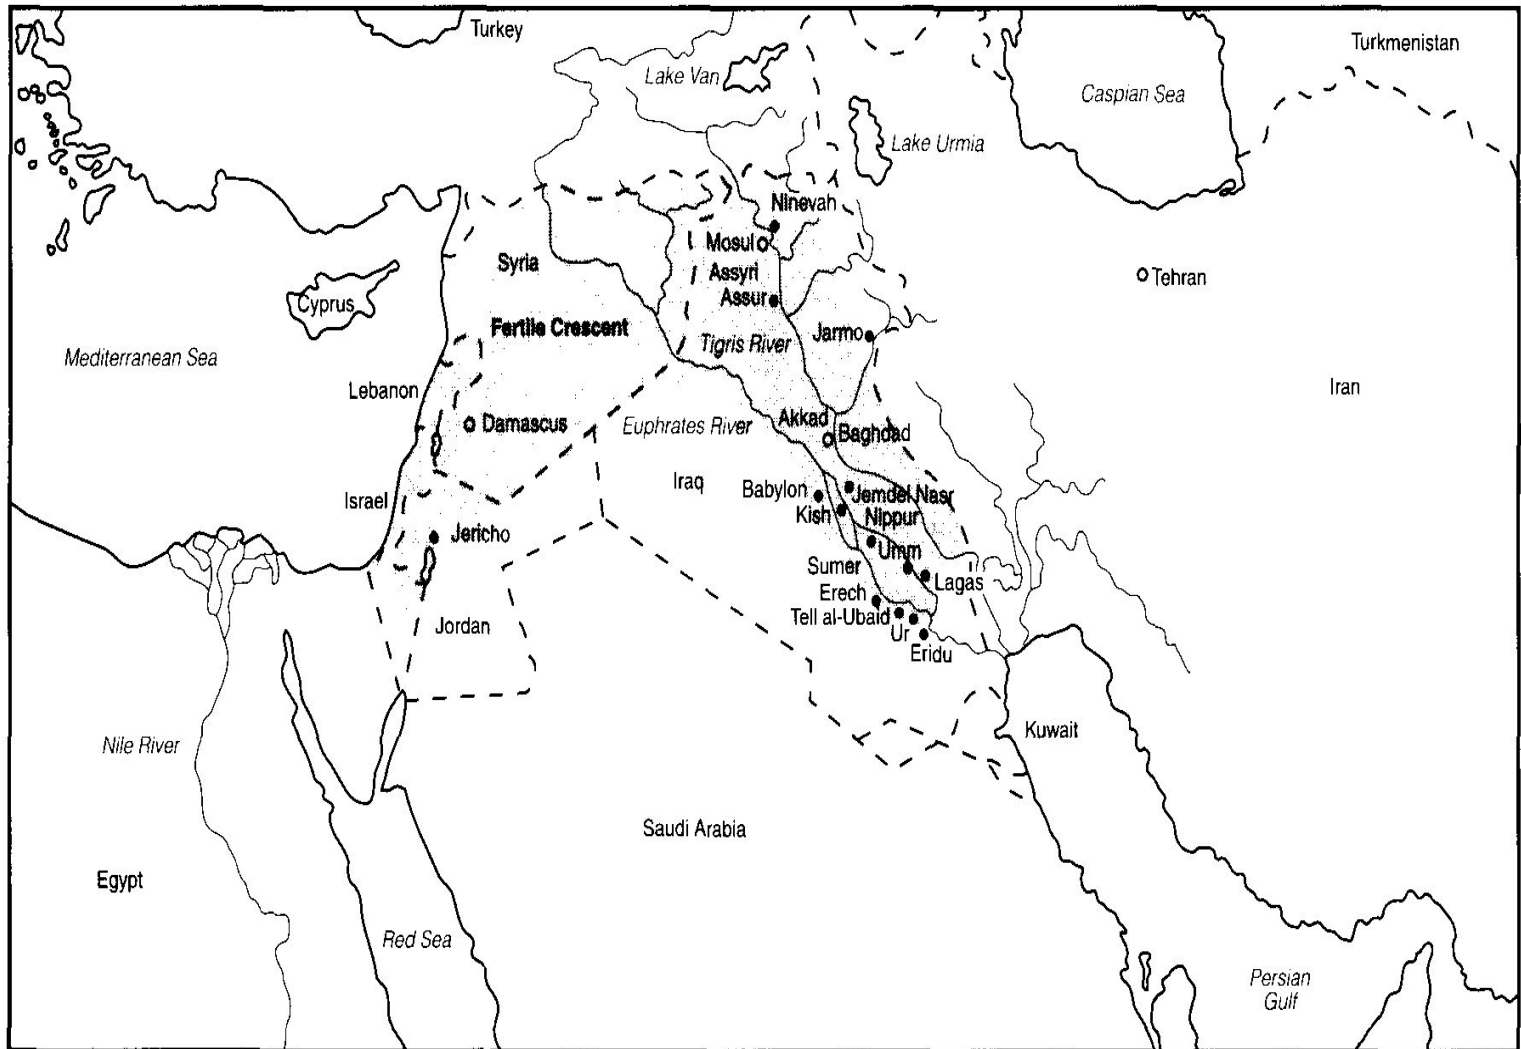 Turkey
Turkmenistan
Lake Van
Caspian Sea
Lake Urmia
Ninevah
Mosul
Syria
Assyri
Tehran
Assur
Cyprus
Fertile Crescent
Jarmo
Tigris River
Mediterranean Sea
Lebanon
Iran
Damascus
Akkad
Euphrates River
Baghdad
Iraq
Babylon
Israel
Jemdel Nasr
Kish
Nippur
Jericho
Umm
Sumer
Lagas
Erech
Tell al-Ubaid
Jordan
Ur
Eridu
Kuwait
Nile River
Saudi Arabia
Egypt
Red Sea
Persian
Gulf